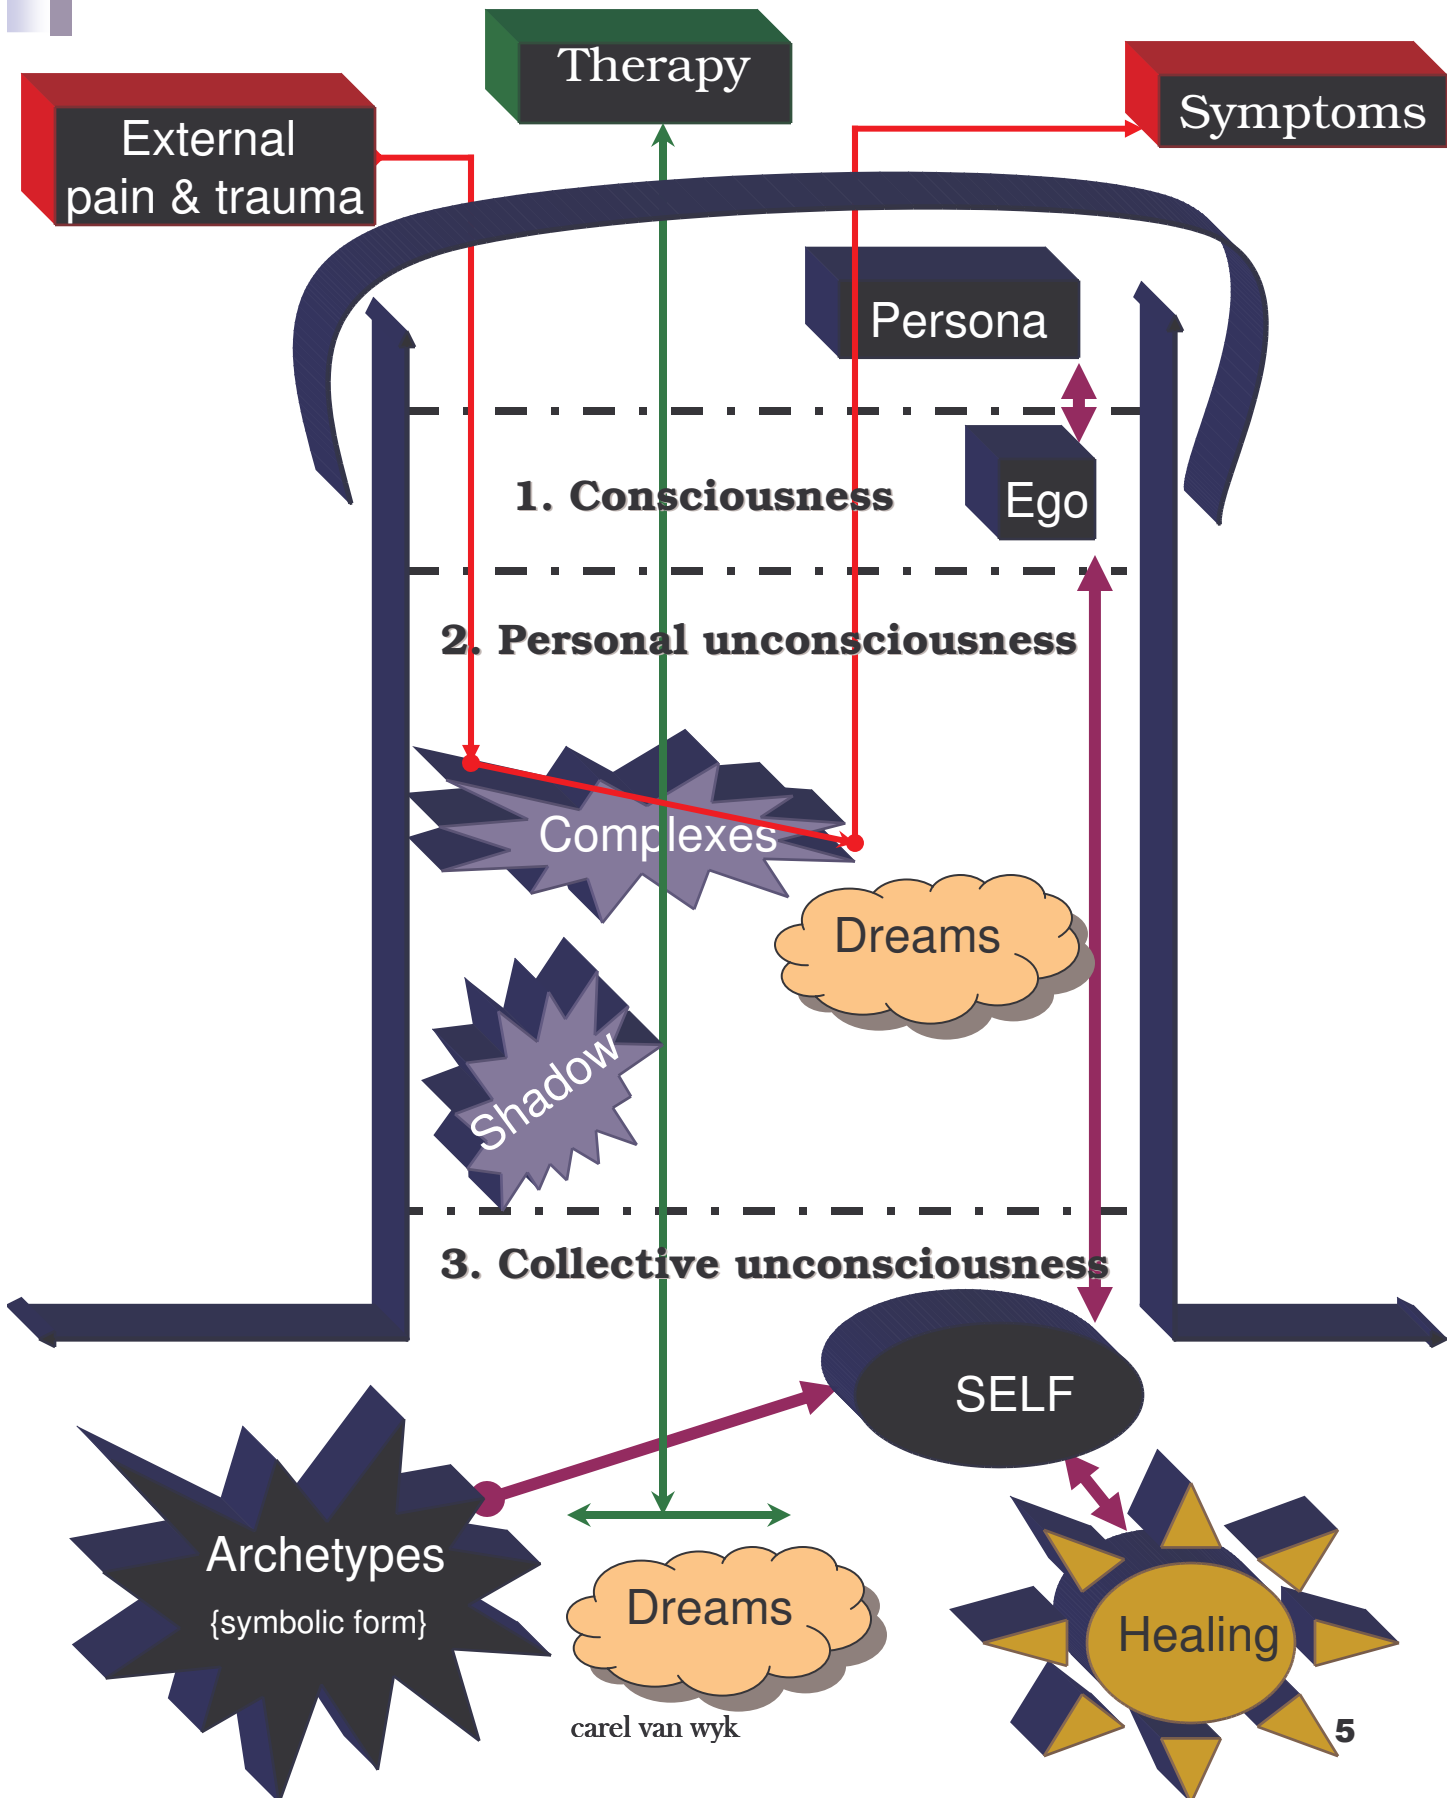 Therapy
Symptoms
External
pain & trauma
Persona
Ego
1. Consciousness
2. Personal unconsciousness
Complexes
Dreams
Shadow
3. Collective unconsciousness
SELF
Archetypes
{symbolic form}
Dreams
Healing
carel van wyk
5